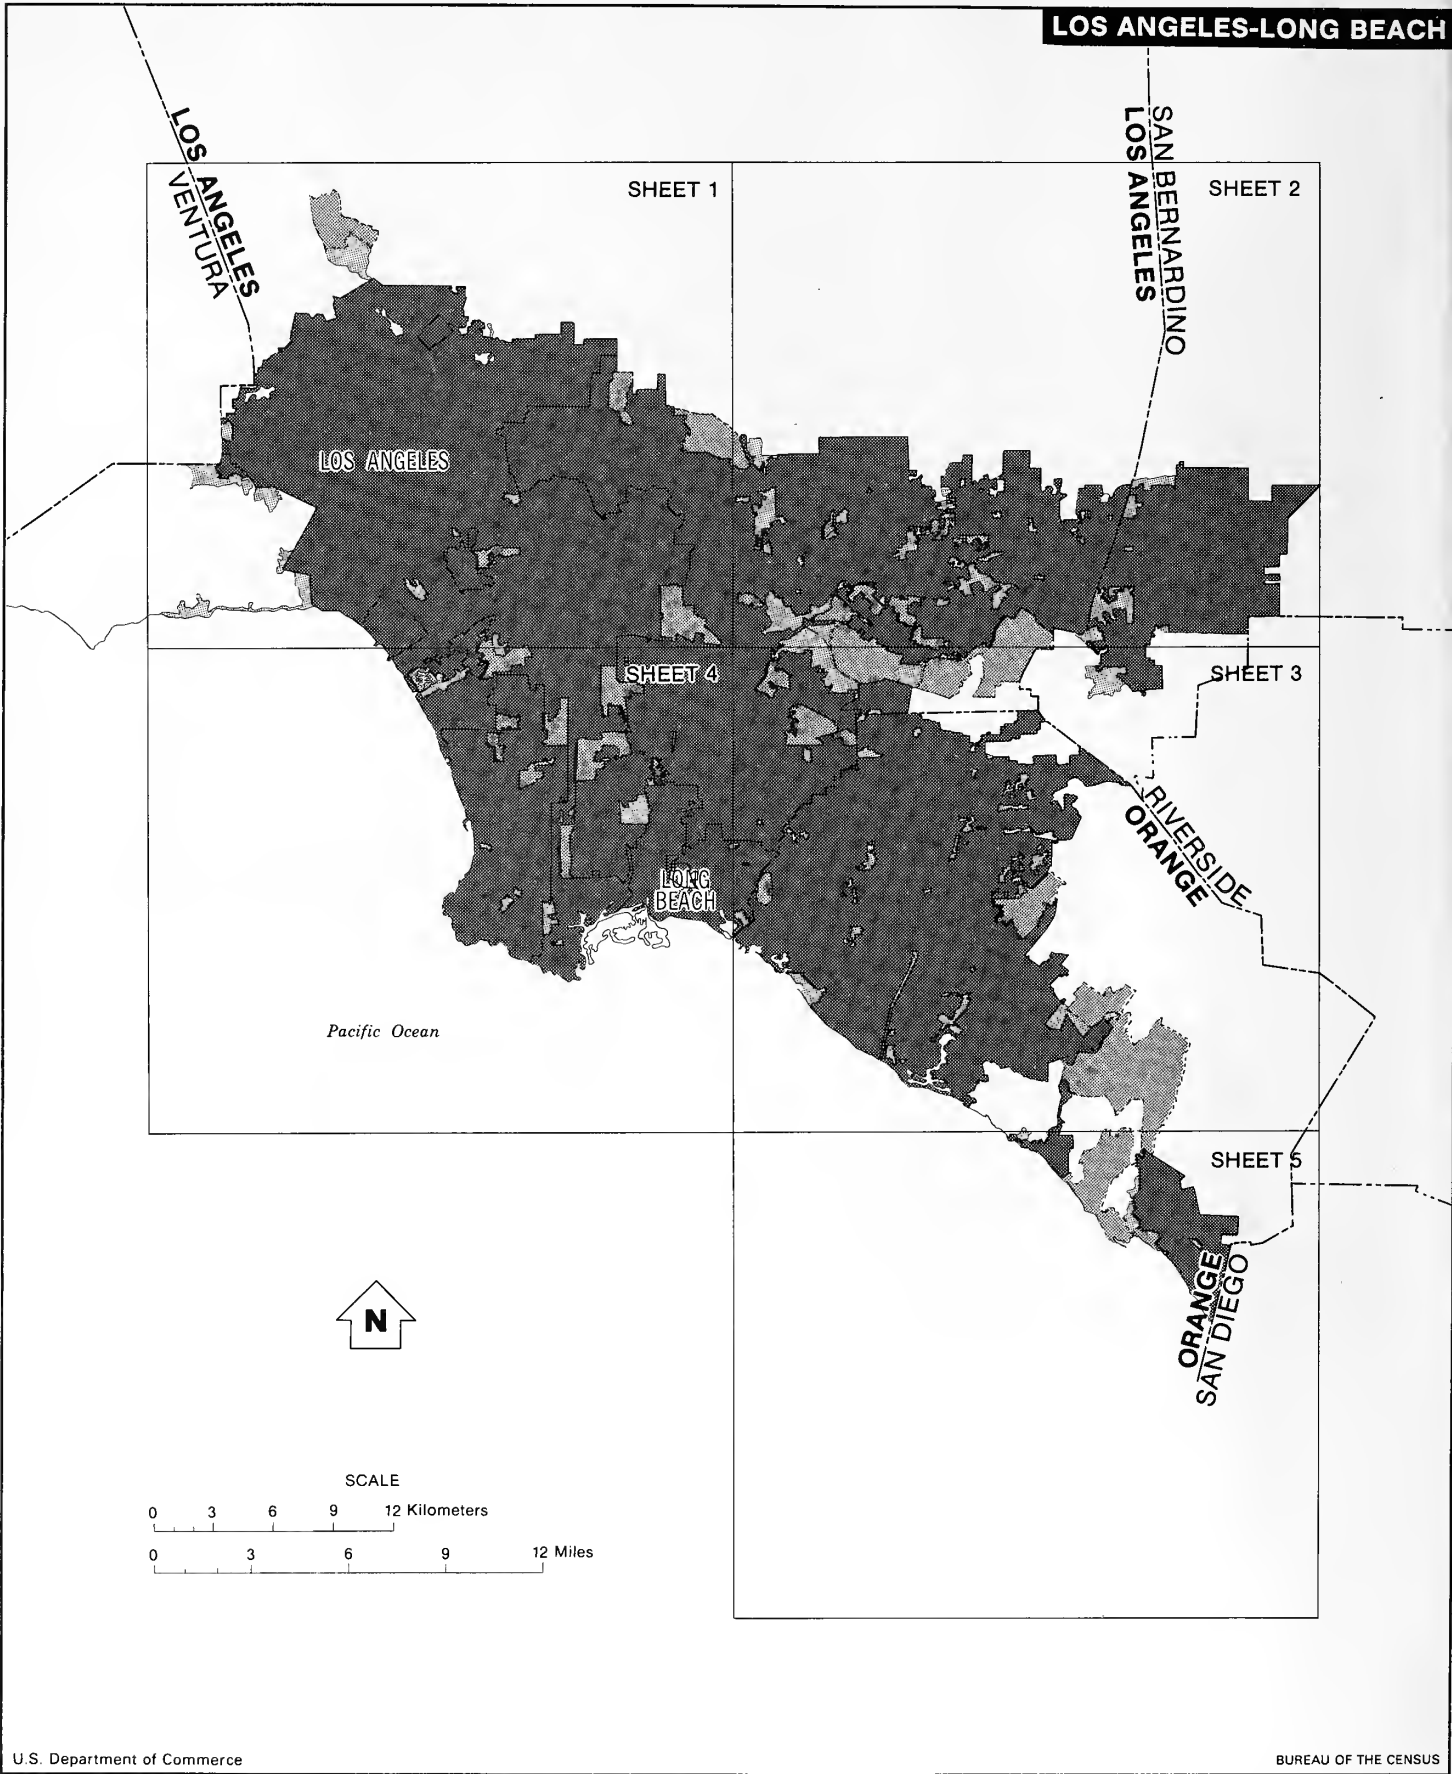 LOS ANGELES-LONG BEACH
LOS ANGELES
VENTURA
SAN BERNARDINO
LOS ANGELES
SHEET 1
SHEET 2
LOS ANGELES
SHEET 4
SHEET 3
RIVERSIDE
ORANGE
LONG
BEACH
Pacific Ocean
SHEET 5
ORANGE
SAN DIEGO
N
SCALE
0 3 6 9 12 Kilometers
0 3 6 9 12 Miles
U.S. Department of Commerce
BUREAU OF THE CENSUS